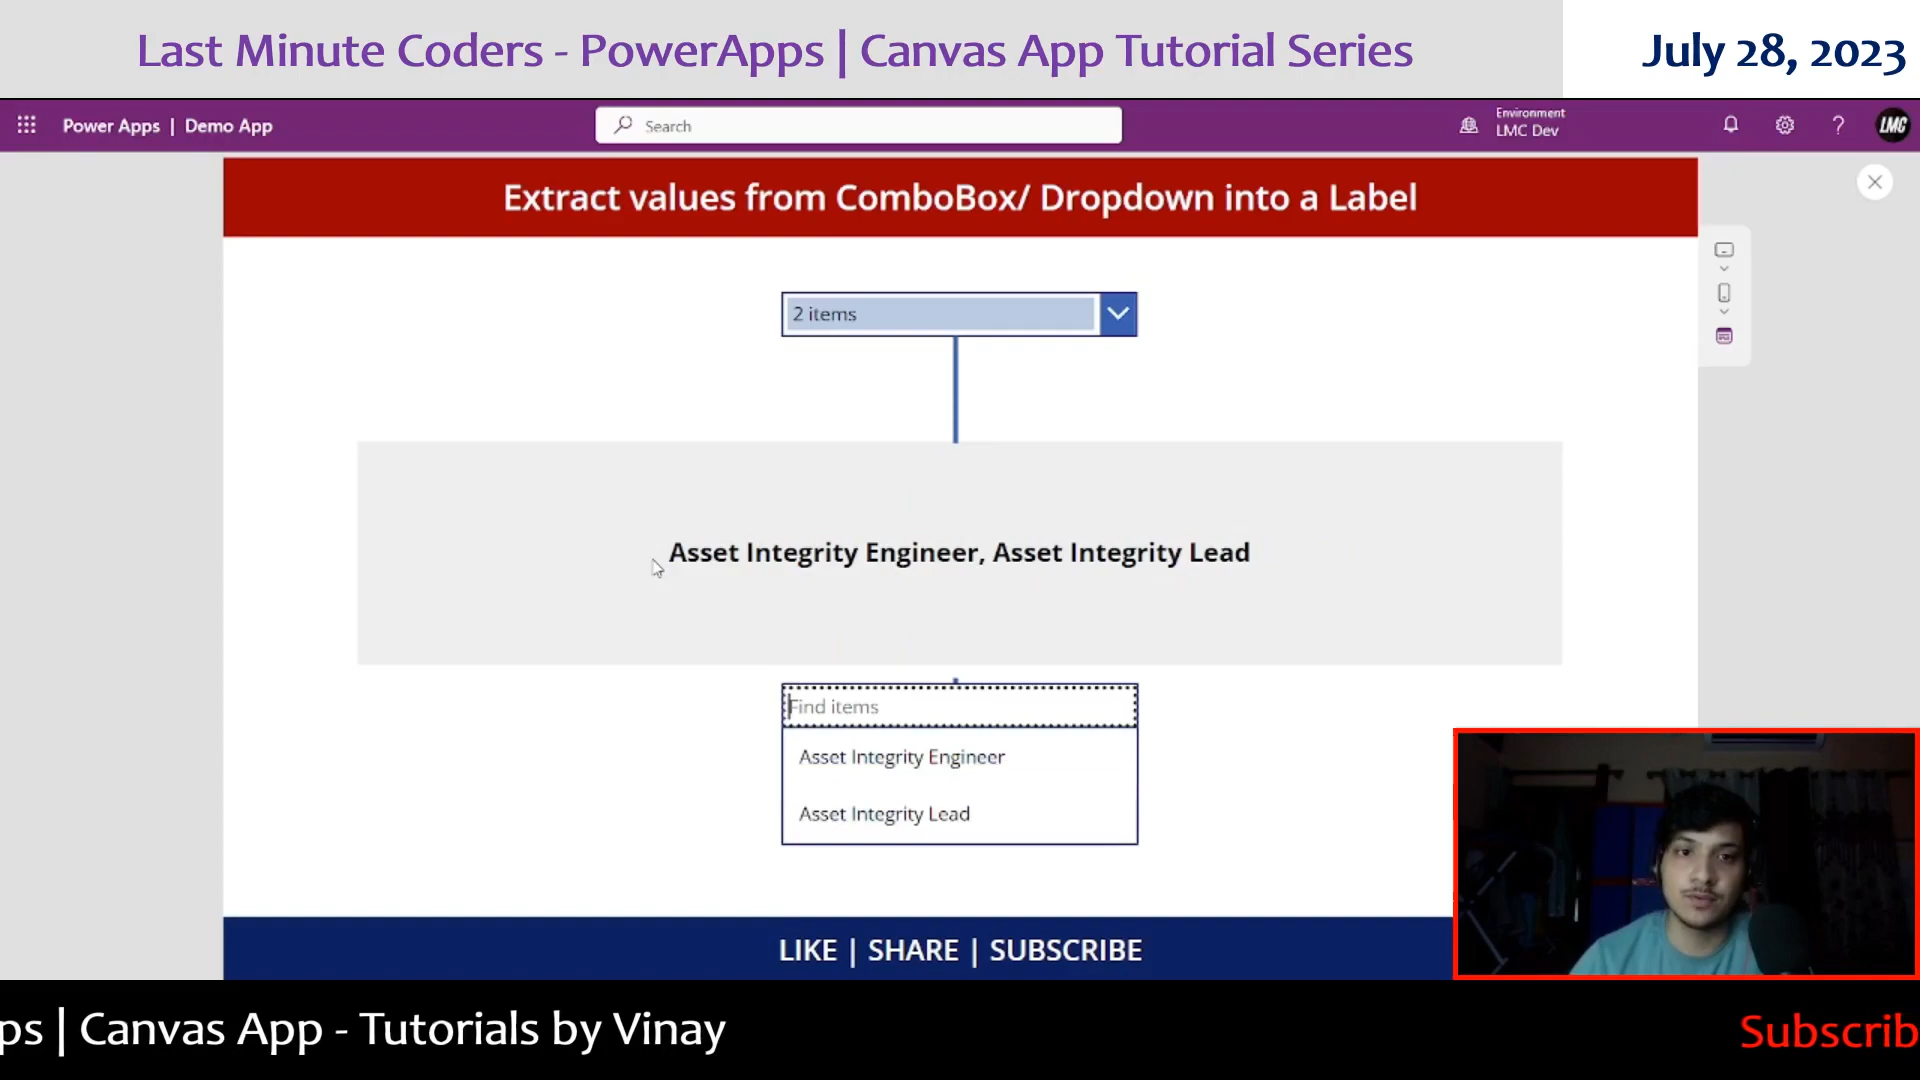 Last Minute Coders - PowerApps | Canvas App Tutorial Series
July 28, 2023
Power Apps | Demo App
Search
Environment
LMC Dev
LMC
Extract values from ComboBox/ Dropdown into a Label
2 items
Asset Integrity Engineer, Asset Integrity Lead
Find items
Asset Integrity Engineer
Asset Integrity Lead
LIKE | SHARE | SUBSCRIBE
ps | Canvas App - Tutorials by Vinay
Subscrib